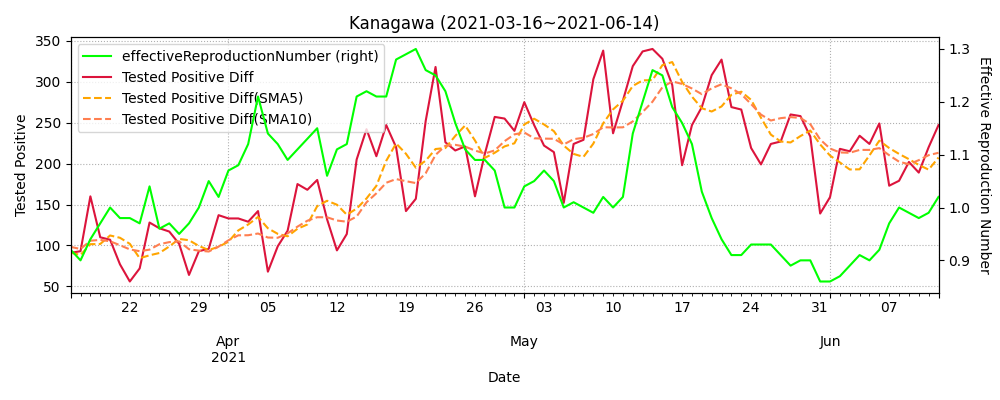 Kanagawa (2021-03-16~2021-06-14)
effectiveReproductionNumber (right)
Tested Positive Diff
Tested Positive Diff(SMA5)
Tested Positive Diff(SMA10)
350
300
250
200
150
100
50
Tested Positive
1.3
1.2
1.1
1.0
0.9
Effective Reproduction Number
22 29 05 12 19 26 03 10 17 24 31 07
Apr May Jun
2021
Date